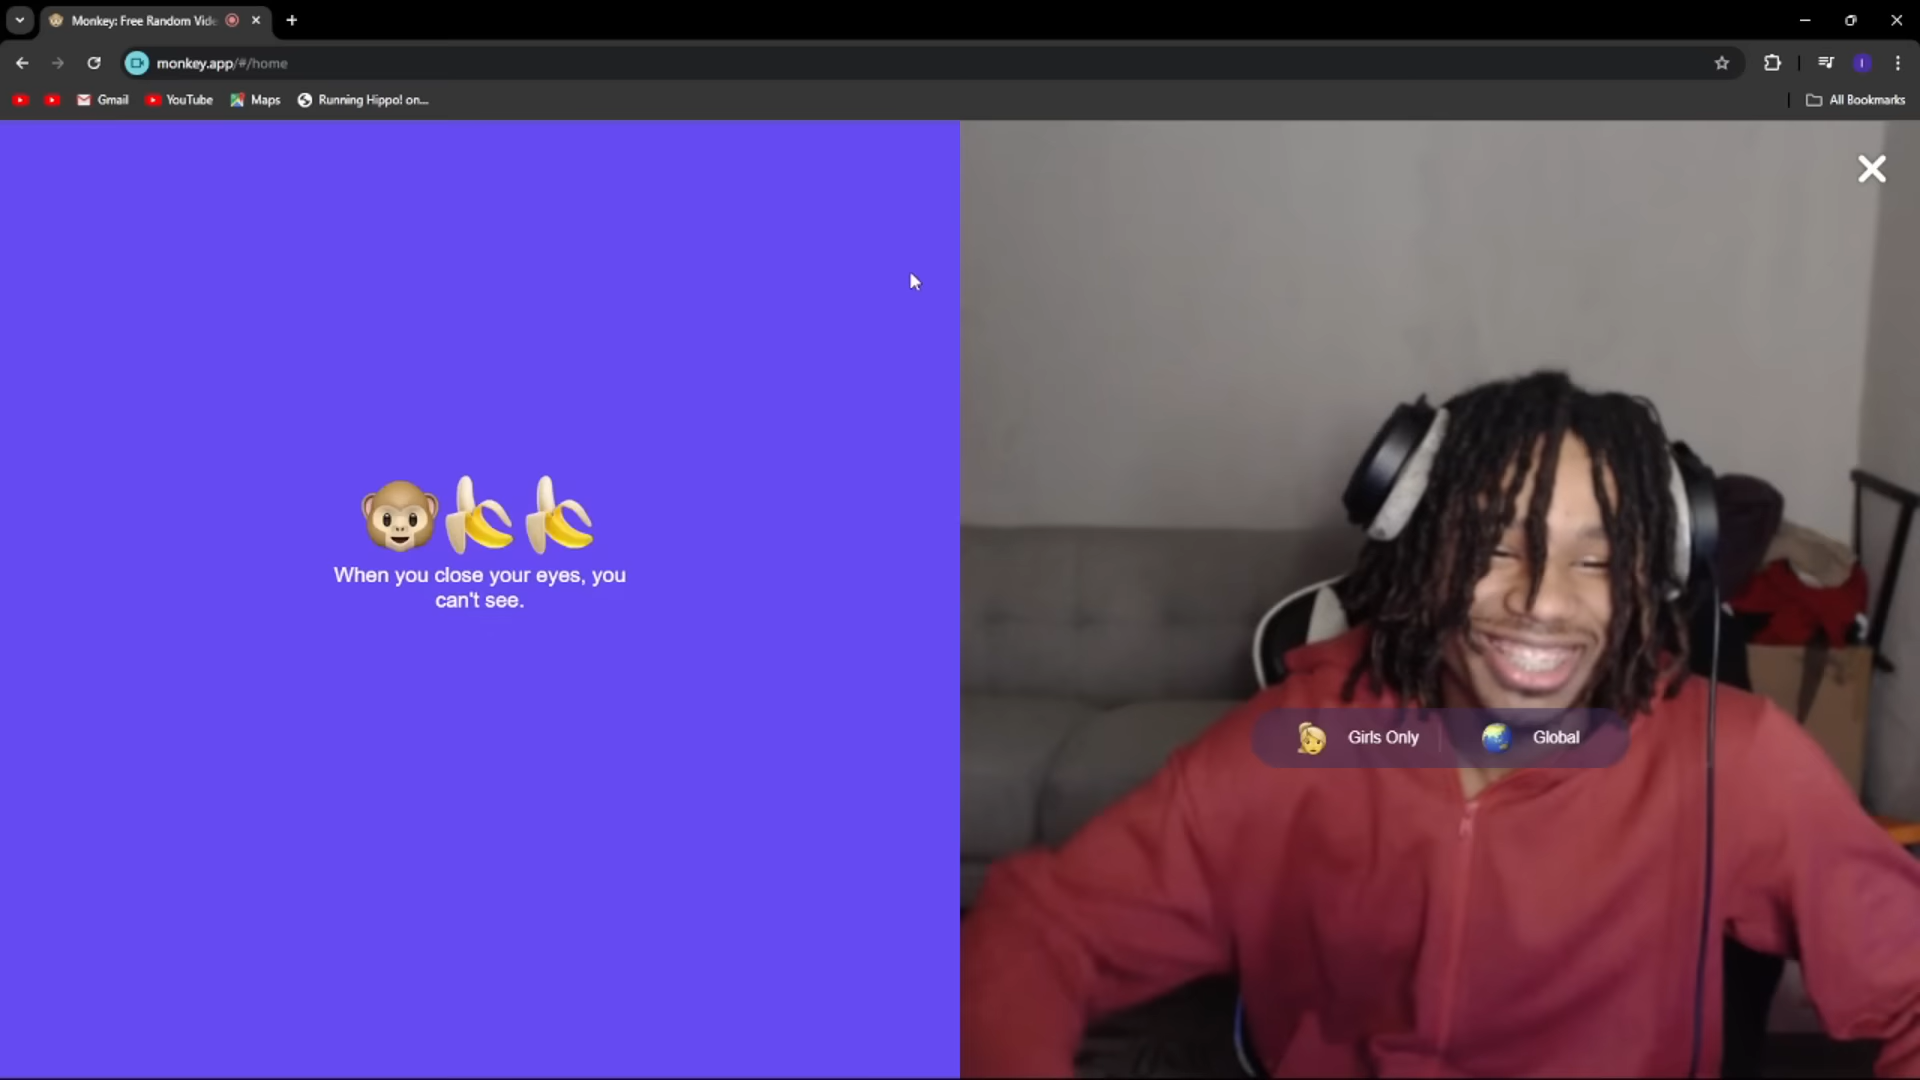 Monkey: Free Random Vide
monkey.app/#/home
Gmail
YouTube
Maps
Running Hippo! on...
All Bookmarks
When you close your eyes, you
can't see.
Girls Only
Global